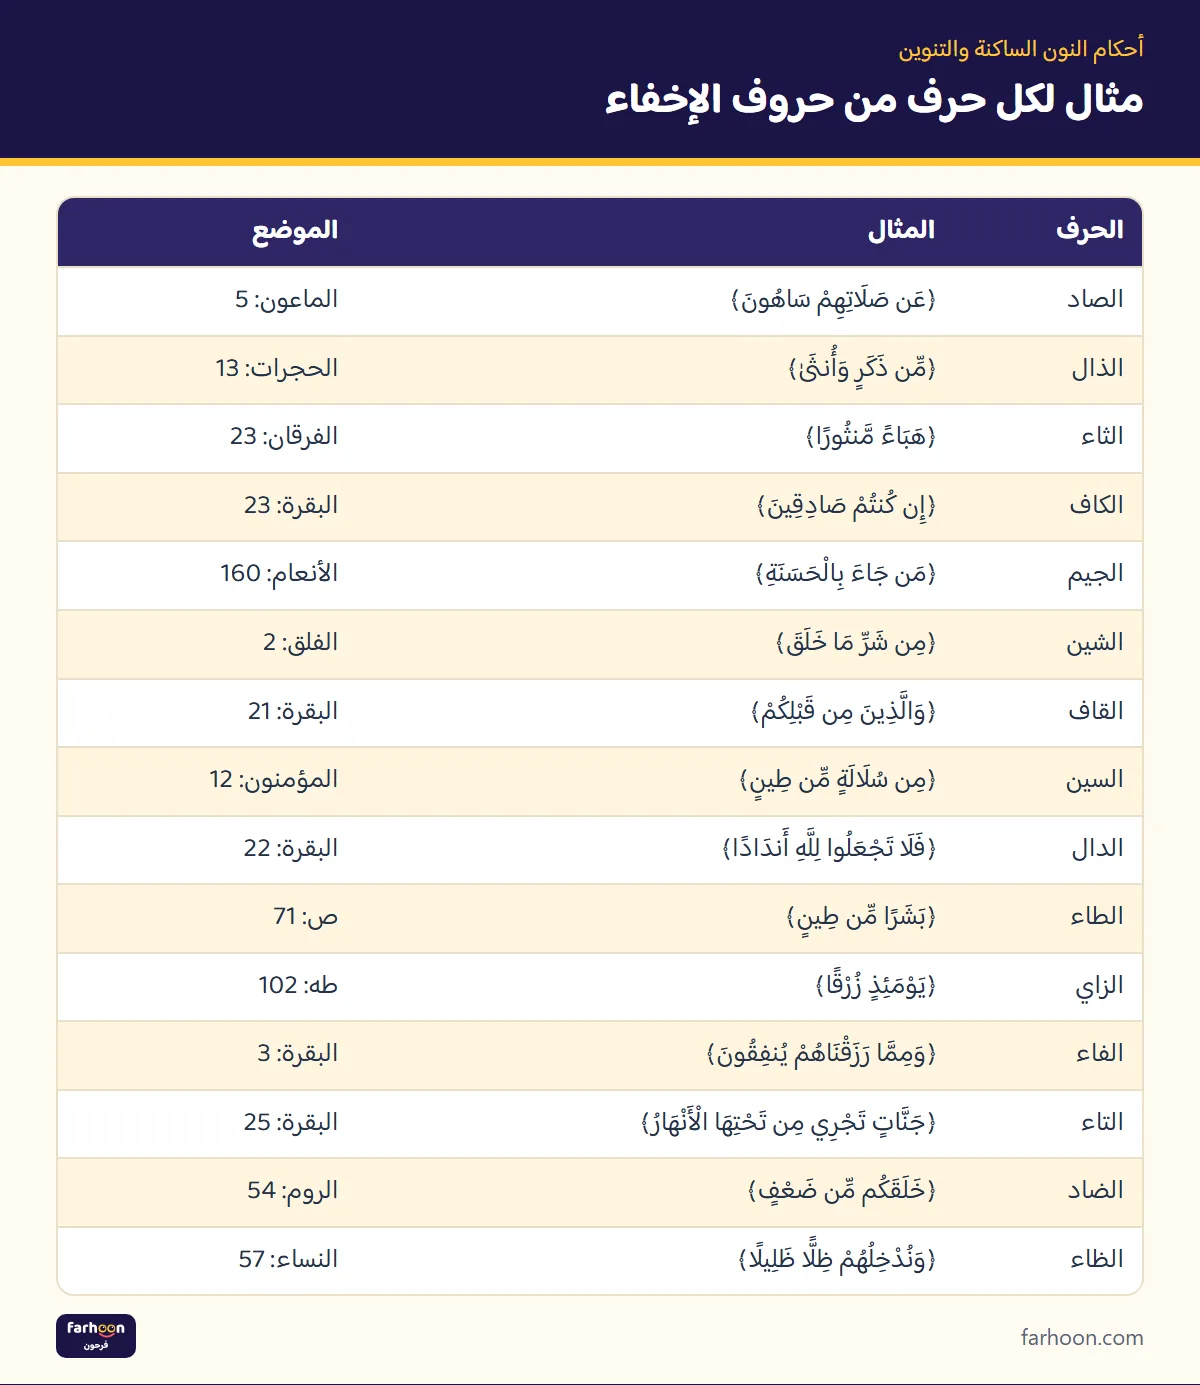 أحكام النون الساكنة والتنوين
مثال لكل حرف من حروف الإخفاء
الحرف المثال الموضع
الصاد ﴿عَن صَلَاتِهِمْ سَاهُونَ﴾ الماعون: 5
الذال ﴿مِّن ذَكَرٍ وَأُنثَىٰ﴾ الحجرات: 13
الثاء ﴿هَبَاءً مَّنثُورًا﴾ الفرقان: 23
الكاف ﴿إِن كُنتُمْ صَادِقِينَ﴾ البقرة: 23
الجيم ﴿مَن جَاءَ بِالْحَسَنَةِ﴾ الأنعام: 160
الشين ﴿مِن شَرِّ مَا خَلَقَ﴾ الفلق: 2
القاف ﴿وَالَّذِينَ مِن قَبْلِكُمْ﴾ البقرة: 21
السين ﴿مِن سُلَالَةٍ مِّن طِينٍ﴾ المؤمنون: 12
الدال ﴿فَلَا تَجْعَلُوا لِلَّهِ أَندَادًا﴾ البقرة: 22
الطاء ﴿بَشَرًا مِّن طِينٍ﴾ ص: 71
الزاي ﴿يَوْمَئِذٍ زُرْقًا﴾ طه: 102
الفاء ﴿وَمِمَّا رَزَقْنَاهُمْ يُنفِقُونَ﴾ البقرة: 3
التاء ﴿جَنَّاتٍ تَجْرِي مِن تَحْتِهَا الْأَنْهَارُ﴾ البقرة: 25
الضاد ﴿خَلَقَكُم مِّن ضَعْفٍ﴾ الروم: 54
الظاء ﴿وَنُدْخِلُهُمْ ظِلًّا ظَلِيلًا﴾ النساء: 57
farhoon.com
farhoon
فرحون